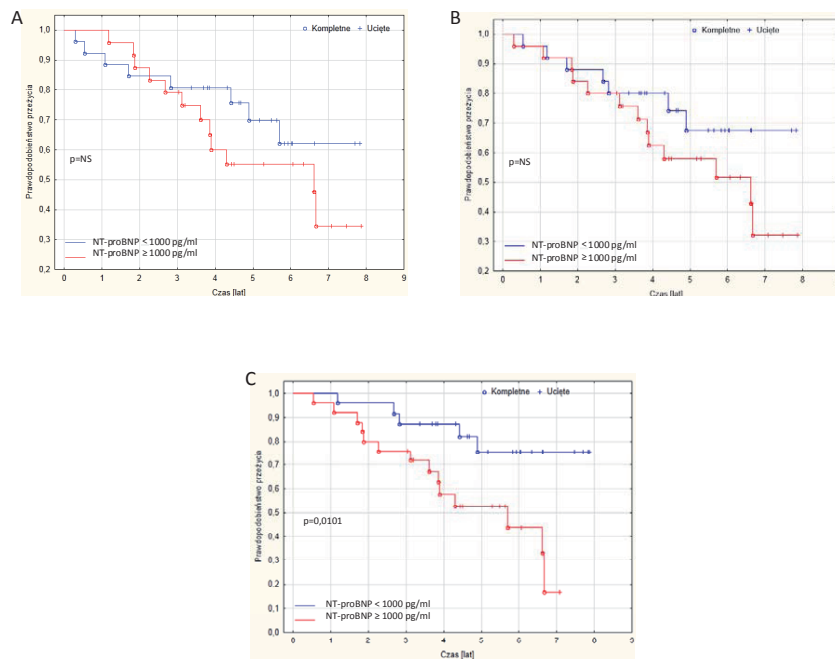 A
Kompletne Ucięte
1,0
0,9
0,8
0,7
0,6
0,5
0,4
0,3
0,2
Prawdopodobieństwo przeżycia
p=NS
NT-proBNP < 1000 pg/ml
NT-proBNP ≥ 1000 pg/ml
0 1 2 3 4 5 6 7 8 9
Czas [lat]
B
Kompletne Ucięte
1,0
0,9
0,8
0,7
0,6
0,5
0,4
0,3
0,2
Prawdopodobieństwo przeżycia
p=NS
NT-proBNP < 1000 pg/ml
NT-proBNP ≥ 1000 pg/ml
0 1 2 3 4 5 6 7 8
Czas [lat]
C
Kompletne Ucięte
1,0
0,9
0,8
0,7
0,6
0,5
0,4
0,3
0,2
0,1
0,0
Prawdopodobieństwo przeżycia
p=0,0101
NT-proBNP < 1000 pg/ml
NT-proBNP ≥ 1000 pg/ml
0 1 2 3 4 5 6 7 8 9
Czas [lat]